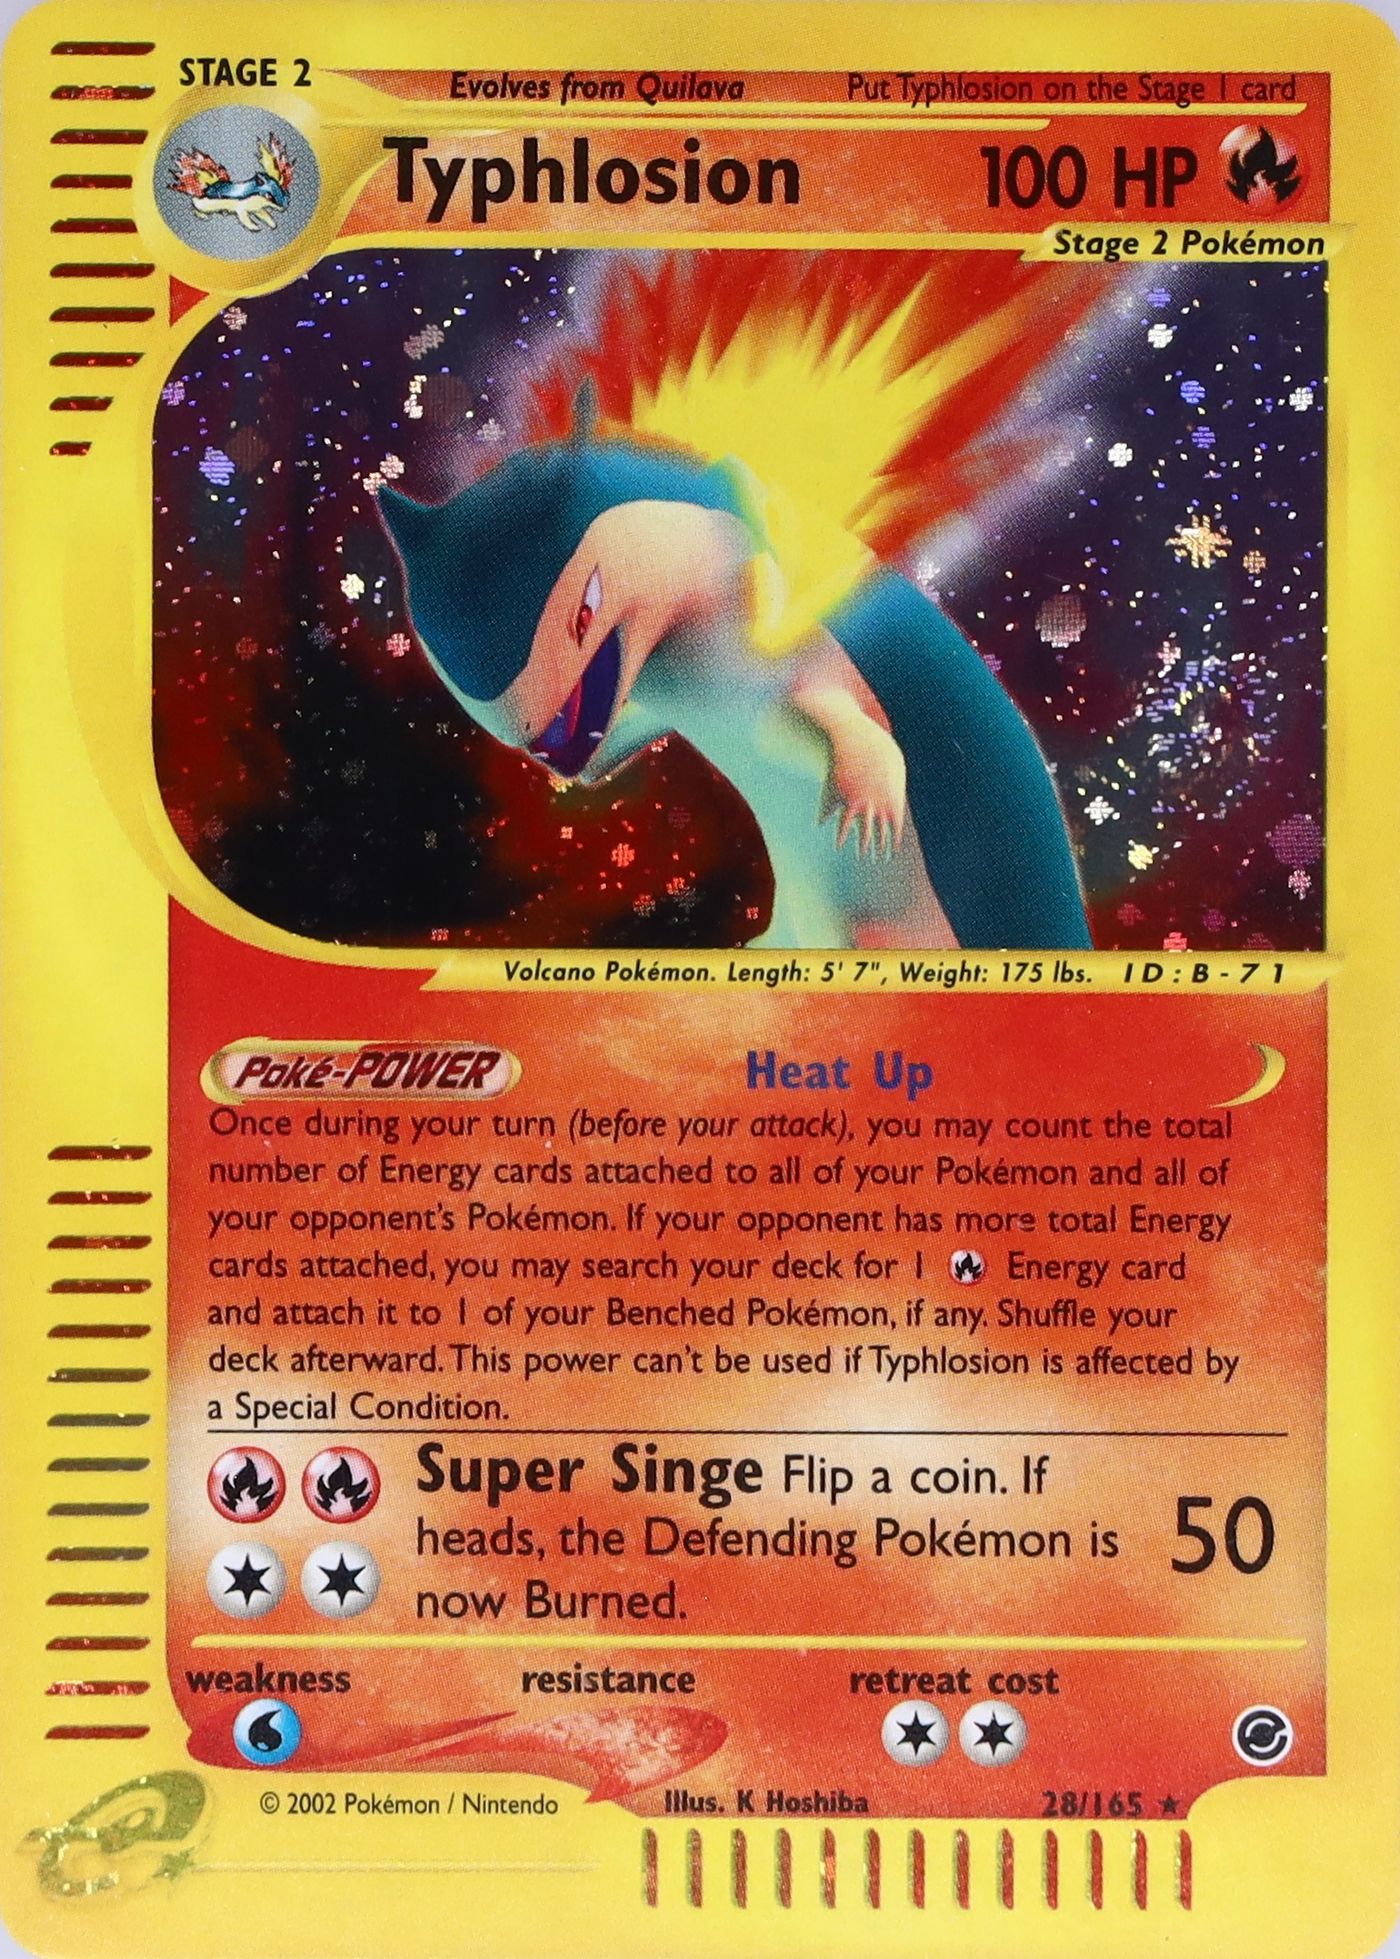 STAGE 2
Evolves from Quilava
Put Typhlosion on the Stage 1 card
Typhlosion
100 HP
Stage 2 Pokémon
Volcano Pokémon. Length: 5' 7", Weight: 175 lbs. ID:B-71
Poké-POWER
Heat Up
Once during your turn (before your attack), you may count the total
number of Energy cards attached to all of your Pokémon and all of
your opponent's Pokémon. If your opponent has more total Energy
cards attached, you may search your deck for 1 Energy card
and attach it to 1 of your Benched Pokémon, if any. Shuffle your
deck afterward. This power can't be used if Typhlosion is affected by
a Special Condition.
Super Singe Flip a coin. If
heads, the Defending Pokémon is
now Burned.
50
weakness
resistance
retreat cost
© 2002 Pokémon / Nintendo
Illus. K Hoshiba
28/165 ★